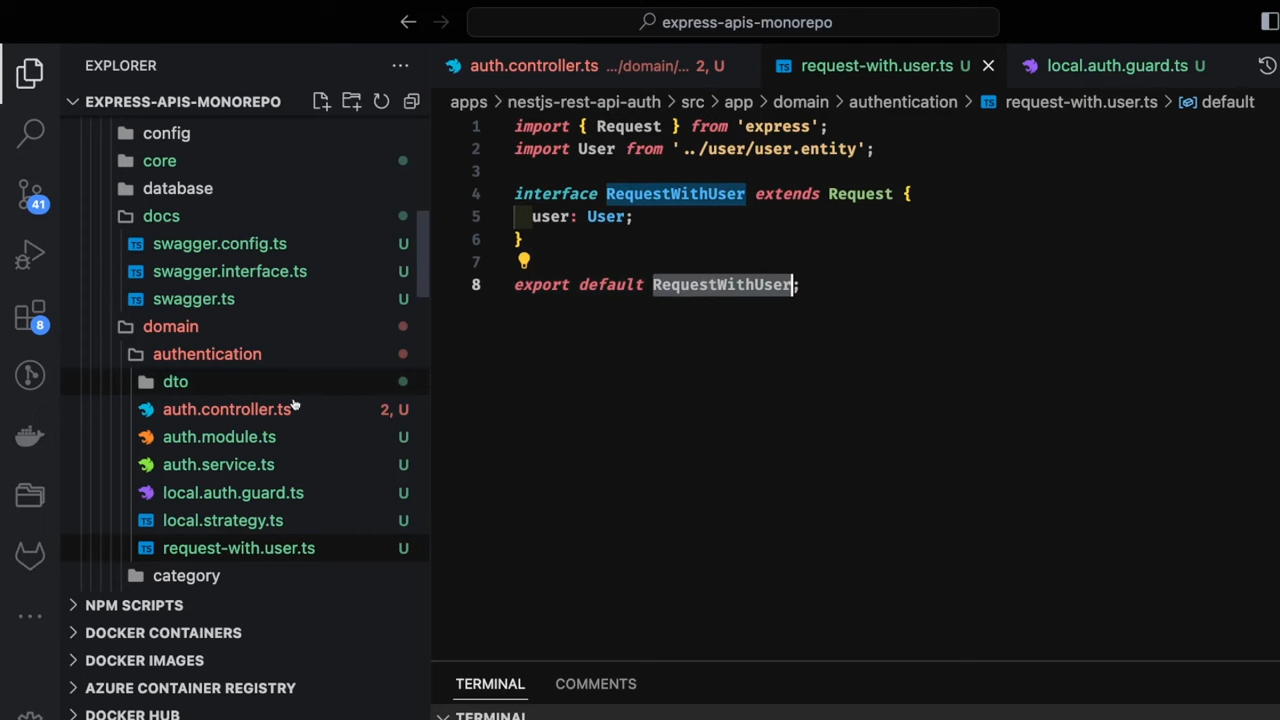 express-apis-monorepo
EXPLORER
EXPRESS-APIS-MONOREPO
config
core
database
docs
swagger.config.ts U
swagger.interface.ts U
swagger.ts U
domain
authentication
dto
auth.controller.ts 2, U
auth.module.ts U
auth.service.ts U
local.auth.guard.ts U
local.strategy.ts U
request-with.user.ts U
category
NPM SCRIPTS
DOCKER CONTAINERS
DOCKER IMAGES
AZURE CONTAINER REGISTRY
DOCKER HUB
41
8
auth.controller.ts .../domain/... 2, U
request-with.user.ts U
local.auth.guard.ts U
apps > nestjs-rest-api-auth > src > app > domain > authentication > request-with.user.ts > default
1 import { Request } from 'express';
2 import User from '../user/user.entity';
3
4 interface RequestWithUser extends Request {
5 user: User;
6 }
7
8 export default RequestWithUser;
TERMINAL COMMENTS
TERMINAL